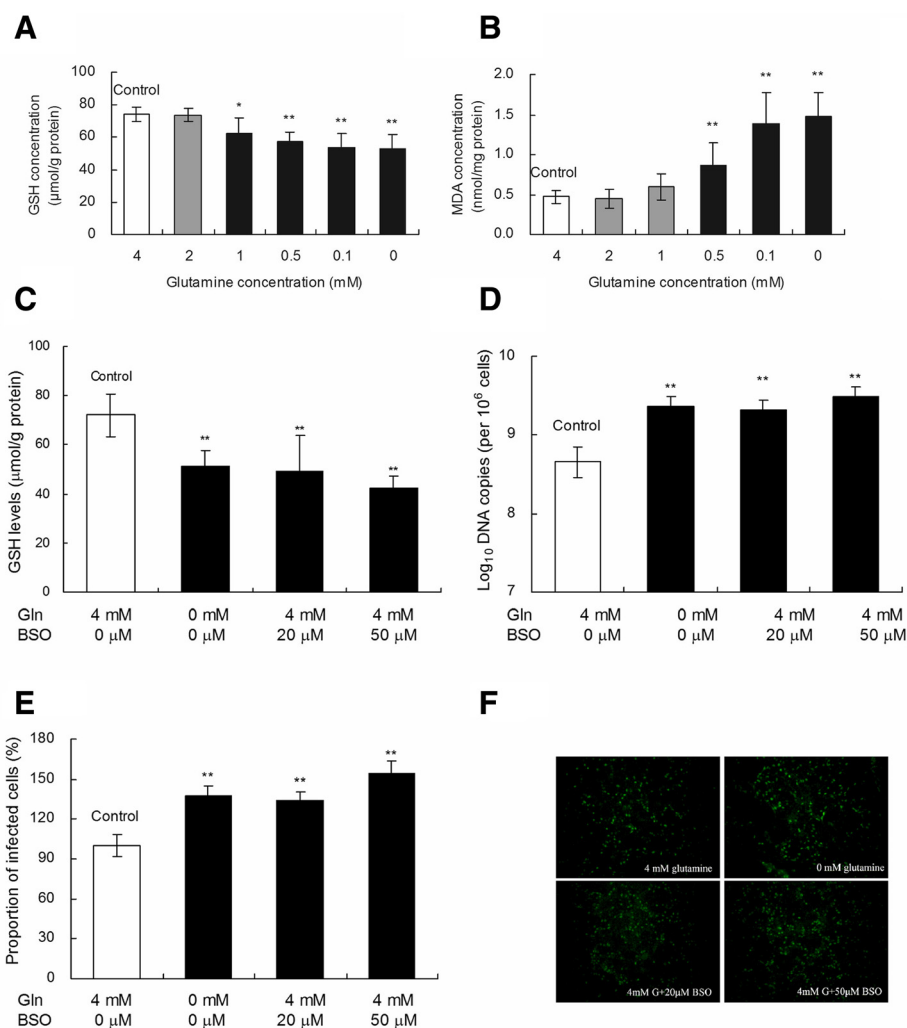 A
GSH concentration
(μmol/g protein)
100
80
60
40
20
0
Control
*
**
**
**
4 2 1 0.5 0.1 0
Glutamine concentration (mM)
B
MDA concentration
(nmol/mg protein)
2.0
1.5
1.0
0.5
0.0
Control
**
**
**
4 2 1 0.5 0.1 0
Glutamine concentration (mM)
C
GSH levels (μmol/g protein)
100
80
60
40
20
0
Control
**
**
**
Gln 4 mM 0 mM 4 mM 4 mM
BSO 0 μM 0 μM 20 μM 50 μM
D
Log10 DNA copies (per 10^6 cells)
10
9
8
7
Control
**
**
**
4 mM 0 mM 4 mM 4 mM
0 μM 0 μM 20 μM 50 μM
E
Proportion of infected cells (%)
180
150
120
90
60
30
0
Control
**
**
**
Gln 4 mM 0 mM 4 mM 4 mM
BSO 0 μM 0 μM 20 μM 50 μM
F
4 mM glutamine
0 mM glutamine
4mM G+20μM BSO
4mM G+50μM BSO